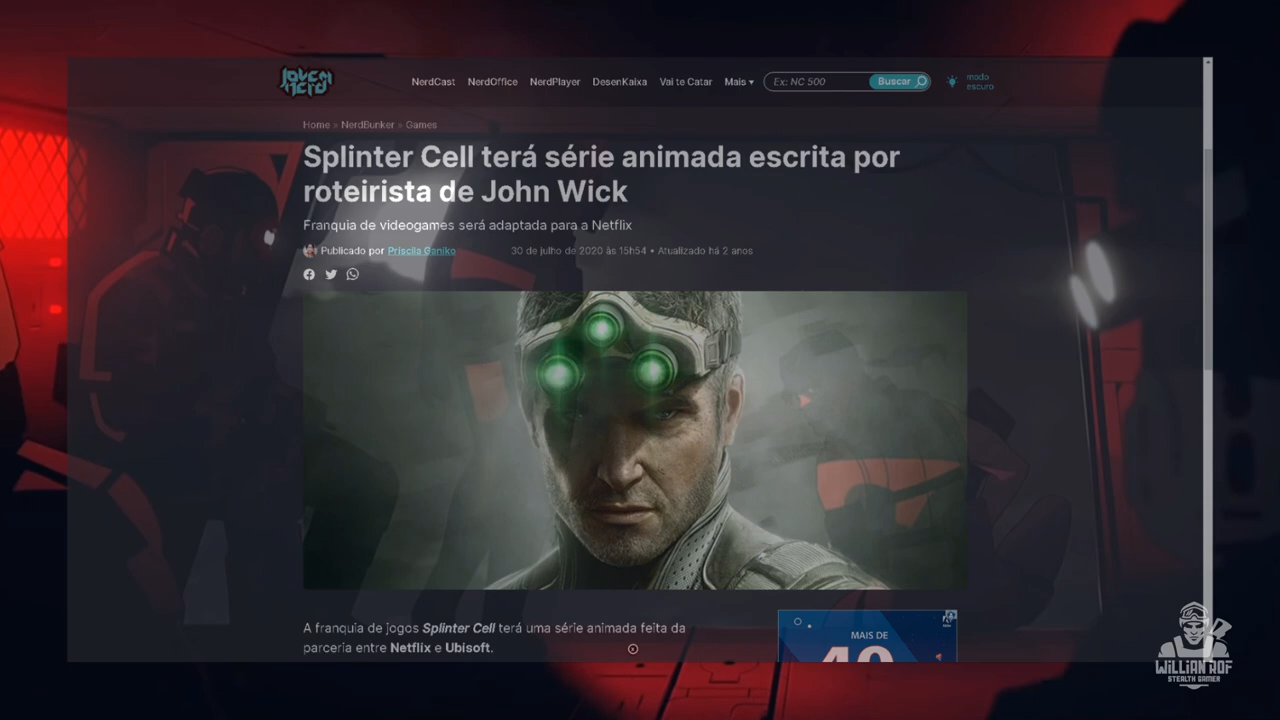 JOVEM NERD
NerdCast NerdOffice NerdPlayer DesenKaixa Vai te Catar Mais Ex: NC 500 Buscar modo escuro
Home » NerdBunker » Games
Splinter Cell terá série animada escrita por
roteirista de John Wick
Franquia de videogames será adaptada para a Netflix
Publicado por Priscila Ganiko 30 de julho de 2020 às 15h54 • Atualizado há 2 anos
A franquia de jogos Splinter Cell terá uma série animada feita da
parceria entre Netflix e Ubisoft.
MAIS DE
40
WILLIAN ROF
STEALTH GAMER